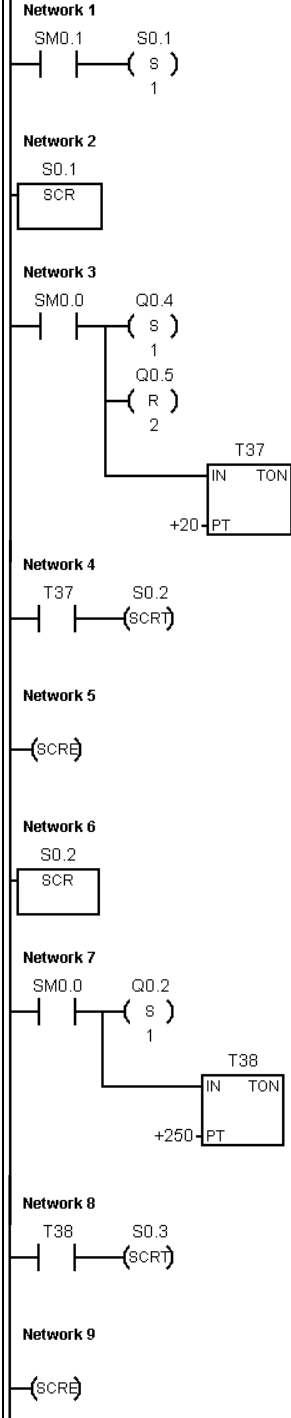 Network 1
SM0.1 S0.1
S
1
Network 2
S0.1
SCR
Network 3
SM0.0 Q0.4
S
1
Q0.5
R
2
T37
IN TON
+20 PT
Network 4
T37 S0.2
SCRT
Network 5
SCRE
Network 6
S0.2
SCR
Network 7
SM0.0 Q0.2
S
1
T38
IN TON
+250 PT
Network 8
T38 S0.3
SCRT
Network 9
SCRE